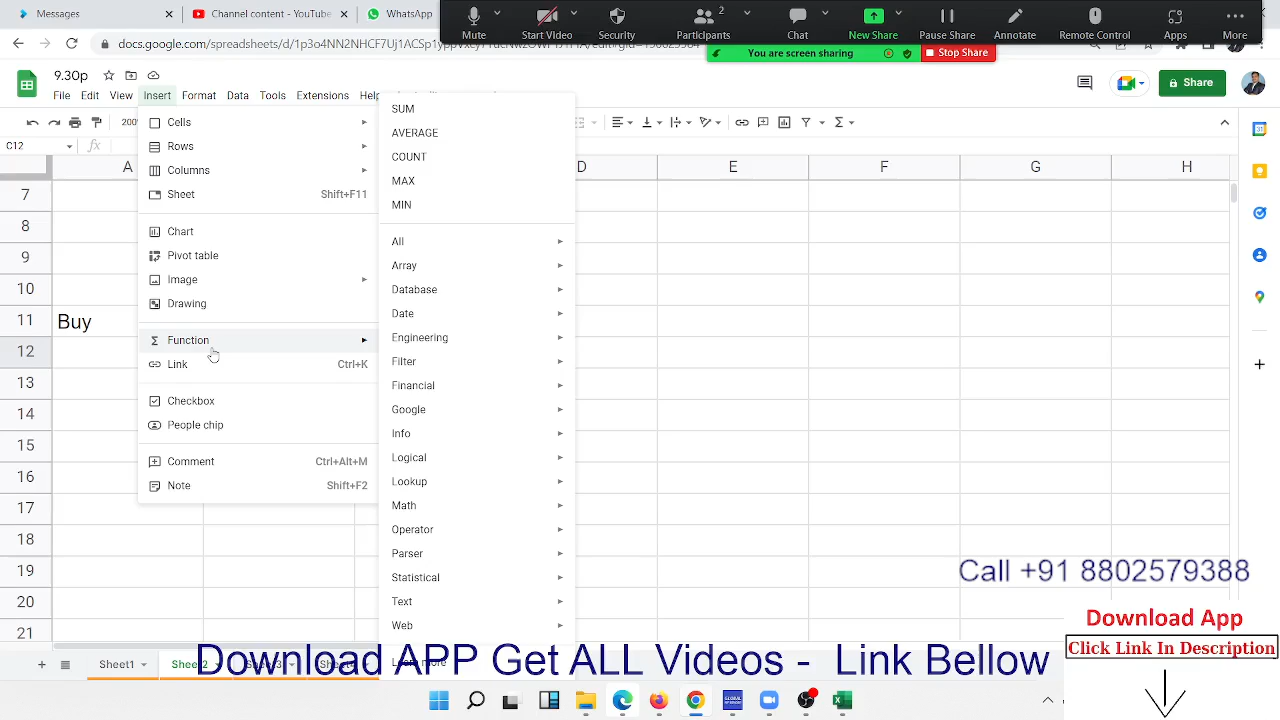 Messages
Channel content - YouTube
WhatsApp
Mute
Start Video
Security
2
Participants
Chat
New Share
Pause Share
Annotate
Remote Control
Apps
More
You are screen sharing
Stop Share
9.30p
Share
File Edit View Insert Format Data Tools Extensions Help
C12
fx
A D E F G H
7
8
9
10
11 Buy
12
13
14
15
16
17
18
19
20
21
Cells
Rows
Columns
Sheet Shift+F11
Chart
Pivot table
Image
Drawing
Function
Link Ctrl+K
Checkbox
People chip
Comment Ctrl+Alt+M
Note Shift+F2
SUM
AVERAGE
COUNT
MAX
MIN
All
Array
Database
Date
Engineering
Filter
Financial
Google
Info
Logical
Lookup
Math
Operator
Parser
Statistical
Text
Web
Call +91 8802579388
Download App
Click Link In Description
Sheet1
Download APP Get ALL Videos - Link Bellow